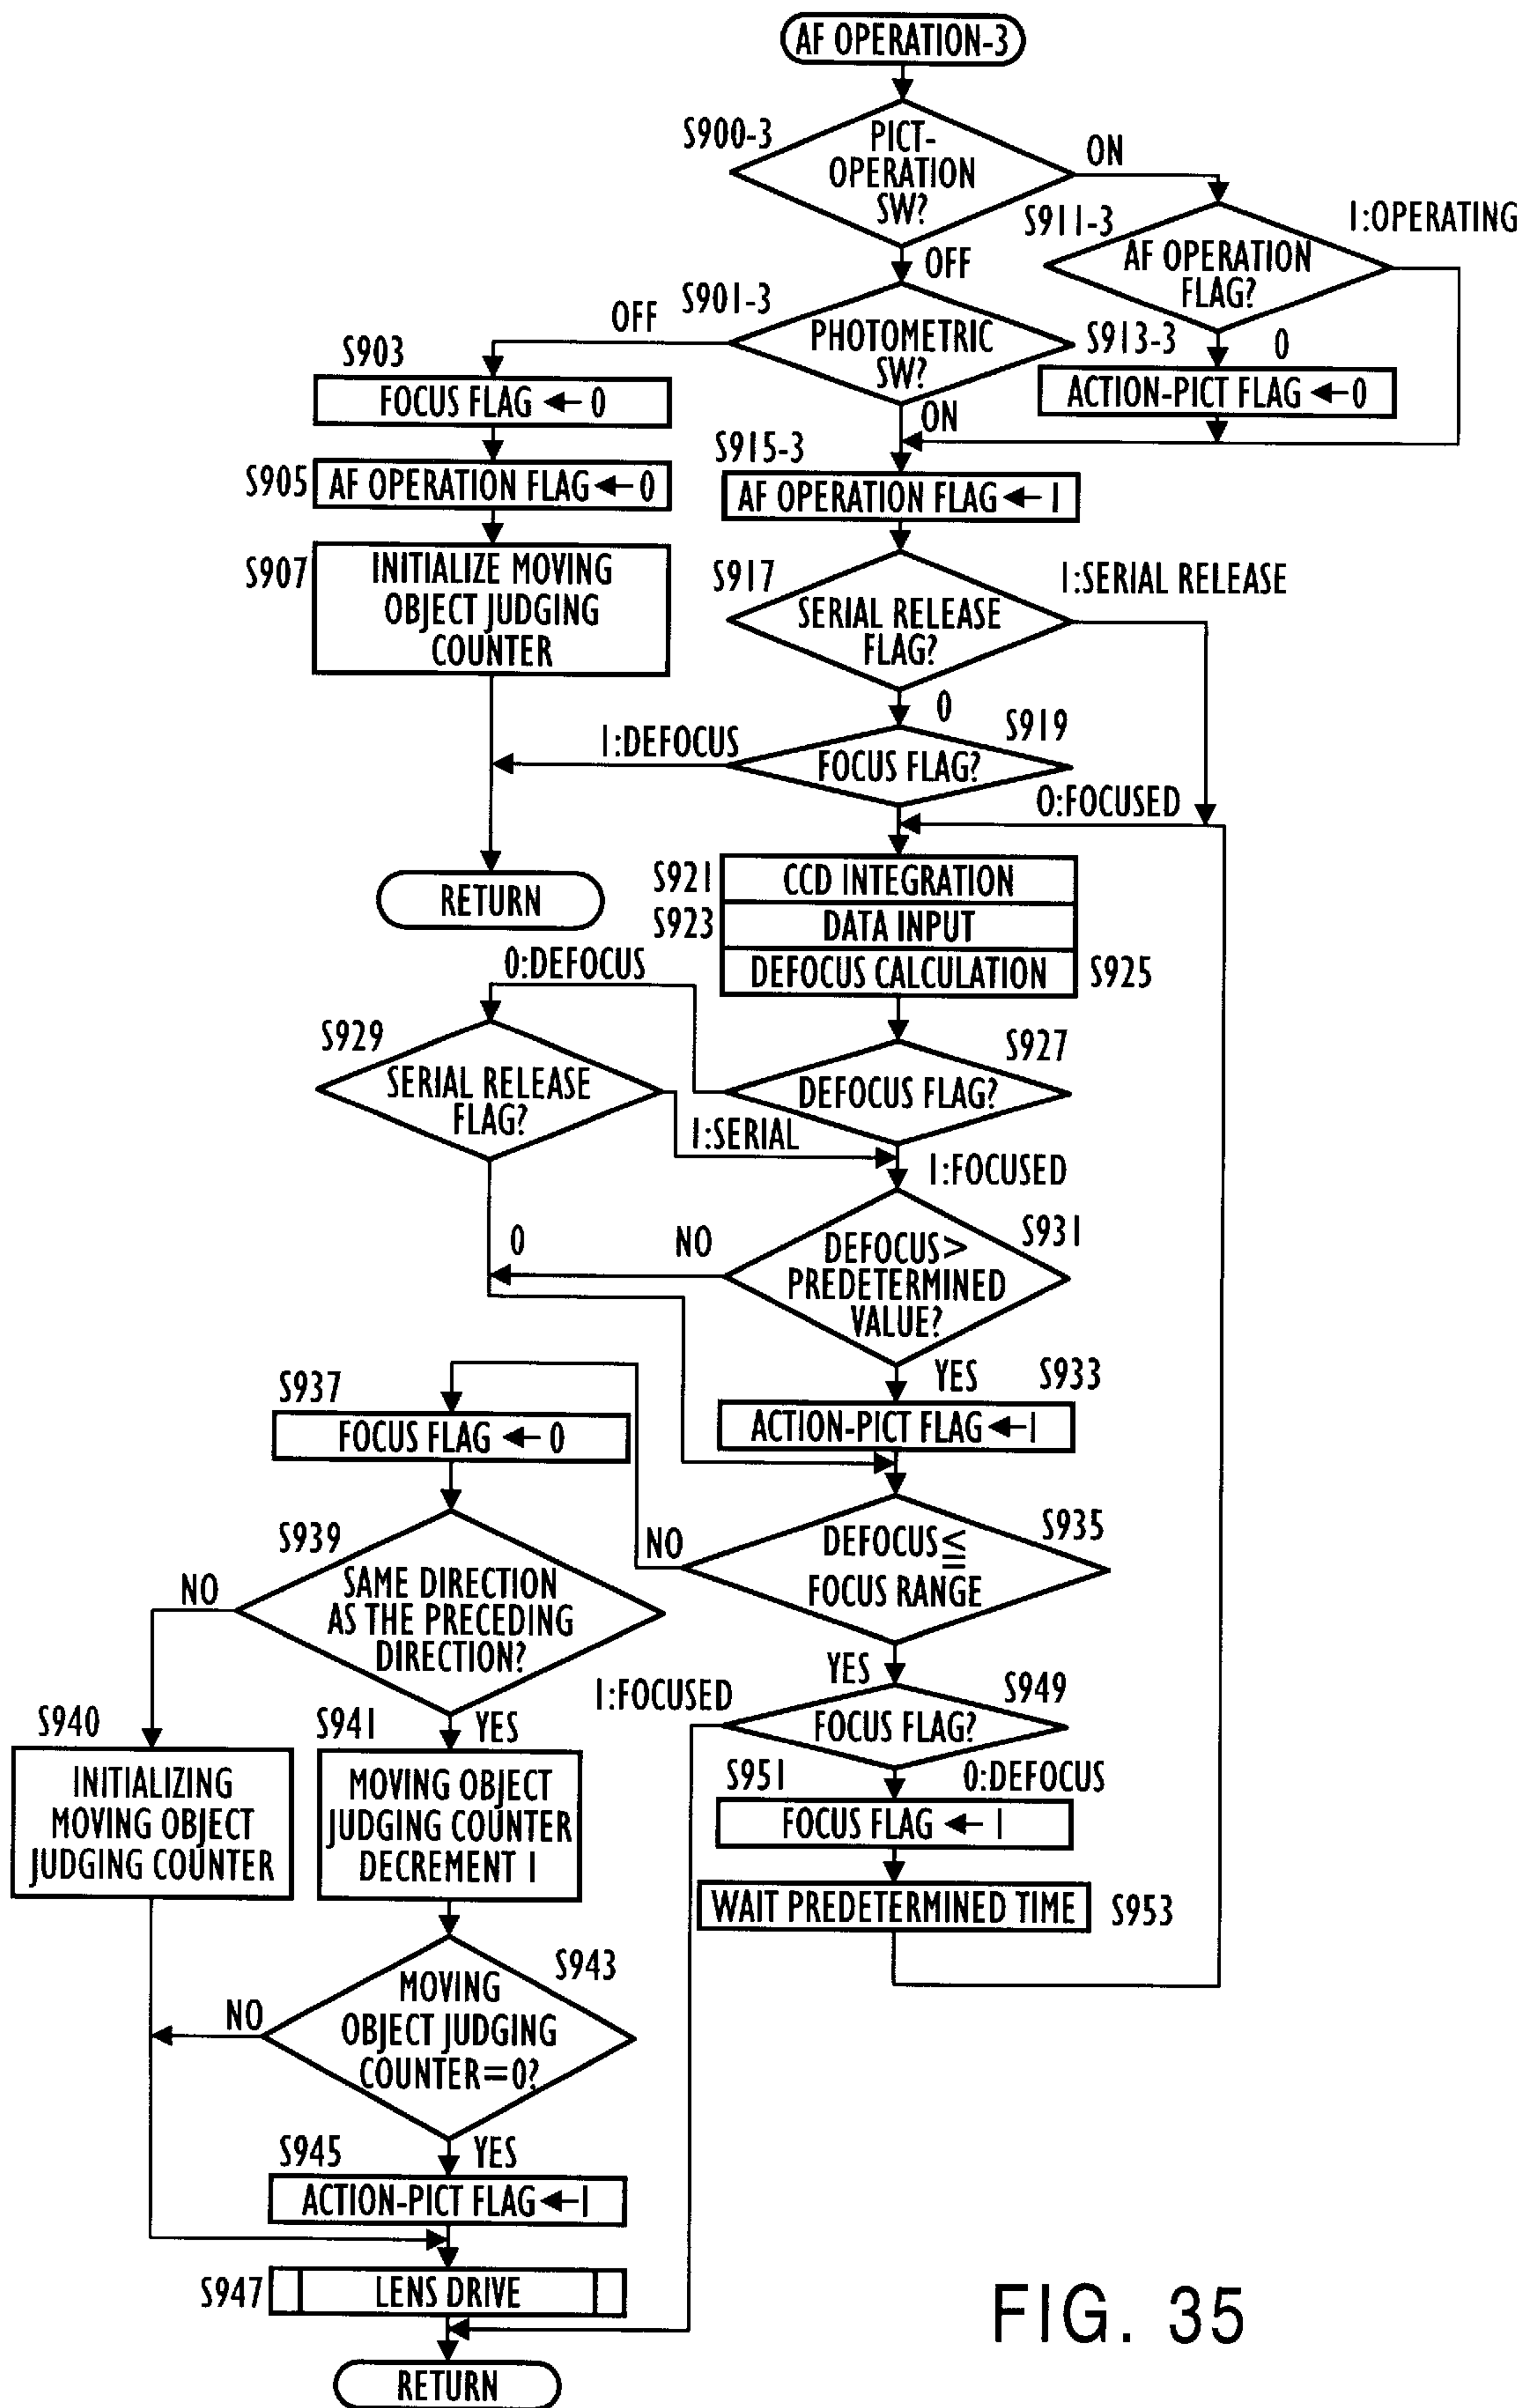 AF OPERATION-3
S900-3
PICT-
OPERATION
SW?
ON
OFF
S911-3
AF OPERATION
FLAG?
1:OPERATING
0
S913-3
ACTION-PICT FLAG ← 0
S901-3
PHOTOMETRIC
SW?
OFF
ON
S903
FOCUS FLAG ← 0
S905
AF OPERATION FLAG ← 0
S907
INITIALIZE MOVING
OBJECT JUDGING
COUNTER
S915-3
AF OPERATION FLAG ← 1
S917
SERIAL RELEASE
FLAG?
1:SERIAL RELEASE
0
S919
FOCUS FLAG?
1:DEFOCUS
0:FOCUSED
RETURN
S921
CCD INTEGRATION
S923
DATA INPUT
DEFOCUS CALCULATION
S925
0:DEFOCUS
S927
DEFOCUS FLAG?
S929
SERIAL RELEASE
FLAG?
1:SERIAL
1:FOCUSED
0
NO
S931
DEFOCUS >
PREDETERMINED
VALUE?
YES
S933
ACTION-PICT FLAG ← 1
S935
DEFOCUS ≦
FOCUS RANGE
NO
YES
S937
FOCUS FLAG ← 0
S939
SAME DIRECTION
AS THE PRECEDING
DIRECTION?
NO
YES
S940
INITIALIZING
MOVING OBJECT
JUDGING COUNTER
S941
MOVING OBJECT
JUDGING COUNTER
DECREMENT 1
1:FOCUSED
S949
FOCUS FLAG?
0:DEFOCUS
S951
FOCUS FLAG ← 1
WAIT PREDETERMINED TIME
S953
S943
MOVING
OBJECT JUDGING
COUNTER=0?
NO
YES
S945
ACTION-PICT FLAG ← 1
S947
LENS DRIVE
RETURN
FIG. 35